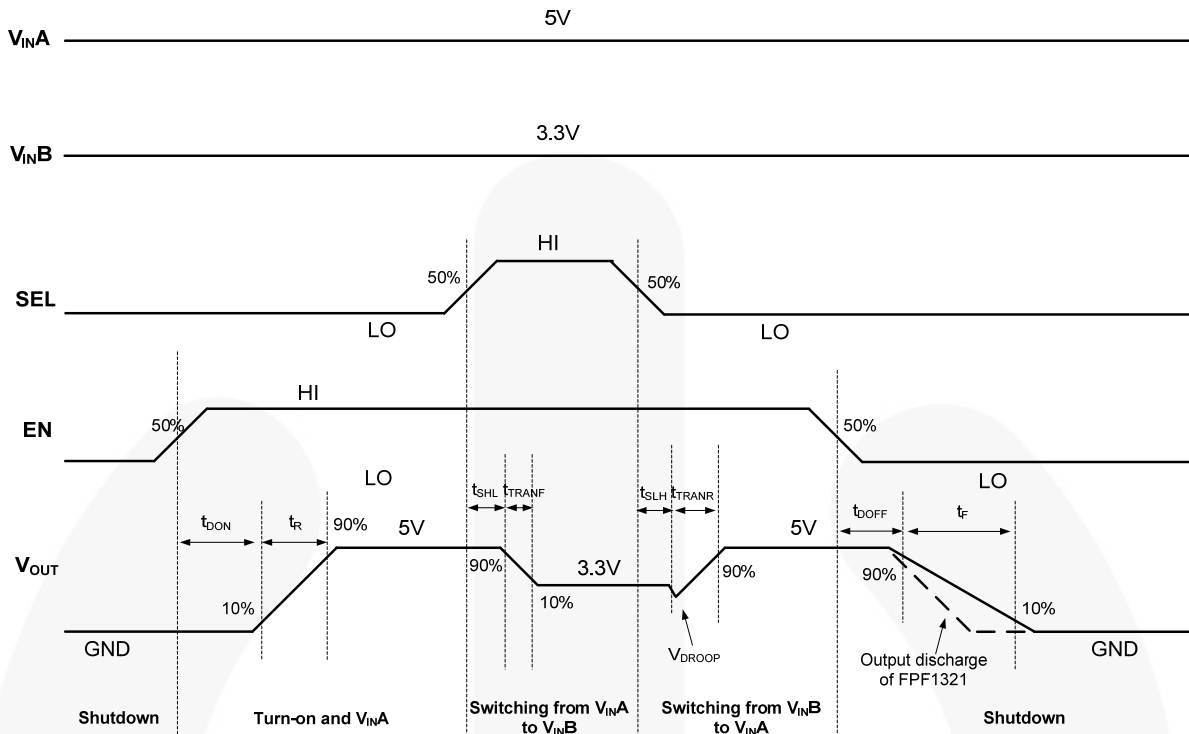 5V
VINA
3.3V
VINB
HI
50%
50%
SEL
LO
LO
HI
50%
50%
EN
LO
LO
tSHL
tTRANF
tSLH
tTRANR
tDON
tR
90%
5V
5V
tDOFF
tF
VOUT
90%
3.3V
90%
90%
10%
10%
10%
GND
VDROOP
Output discharge
of FPF1321
GND
Shutdown
Turn-on and VINA
Switching from VINA
to VINB
Switching from VINB
to VINA
Shutdown